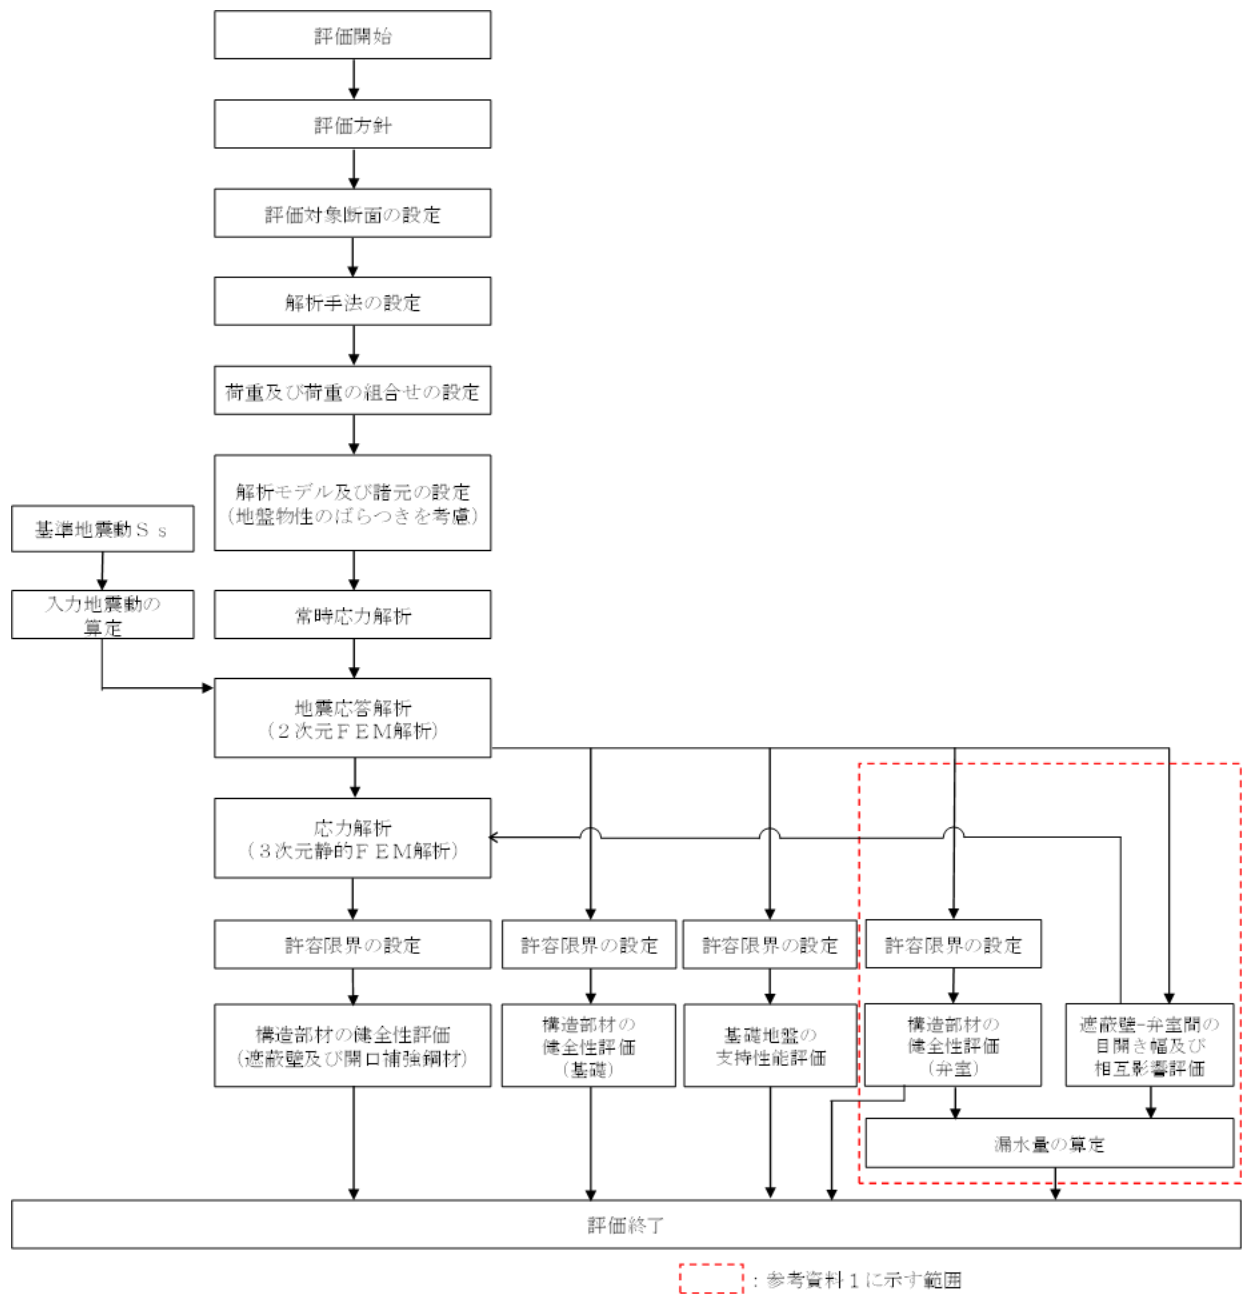 評価開始
評価方針
評価対象断面の設定
解析手法の設定
荷重及び荷重の組合せの設定
解析モデル及び諸元の設定
(地盤物性のばらつきを考慮)
基準地震動Ss
入力地震動の
算定
常時応力解析
地震応答解析
(2次元FEM解析)
応力解析
(3次元静的FEM解析)
許容限界の設定
許容限界の設定
許容限界の設定
許容限界の設定
構造部材の健全性評価
(遮蔽壁及び開口補強鋼材)
構造部材の
健全性評価
(基礎)
基礎地盤の
支持性能評価
構造部材の
健全性評価
(弁室)
遮蔽壁-弁室間の
目開き幅及び
相互影響評価
漏水量の算定
評価終了
:参考資料1に示す範囲